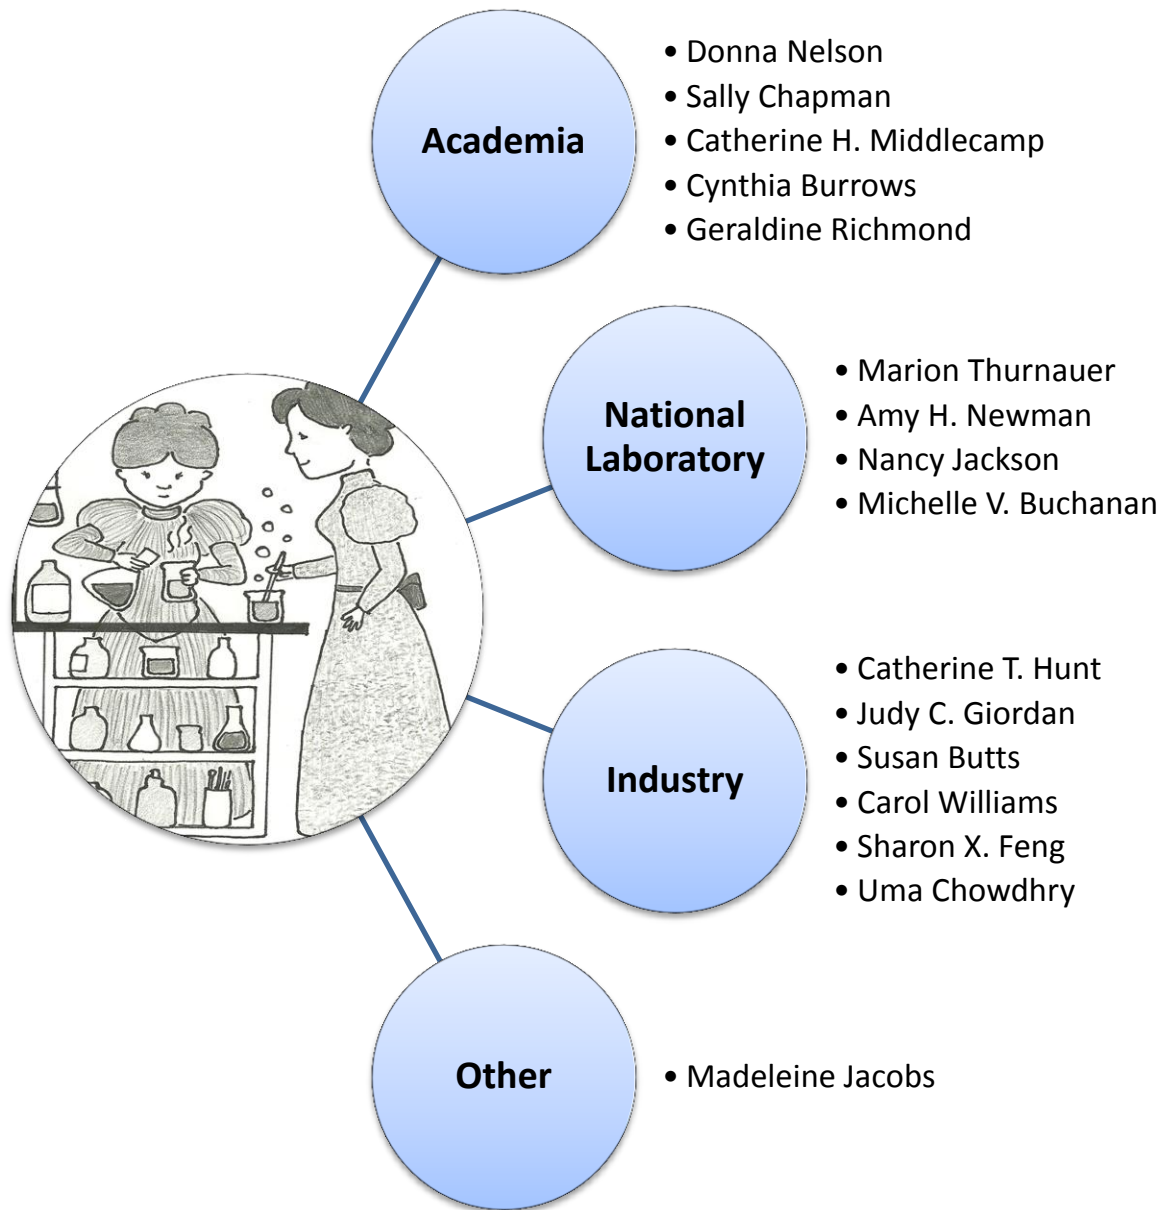 Academia
• Donna Nelson
• Sally Chapman
• Catherine H. Middlecamp
• Cynthia Burrows
• Geraldine Richmond
National
Laboratory
• Marion Thurnauer
• Amy H. Newman
• Nancy Jackson
• Michelle V. Buchanan
Industry
• Catherine T. Hunt
• Judy C. Giordan
• Susan Butts
• Carol Williams
• Sharon X. Feng
• Uma Chowdhry
Other
• Madeleine Jacobs